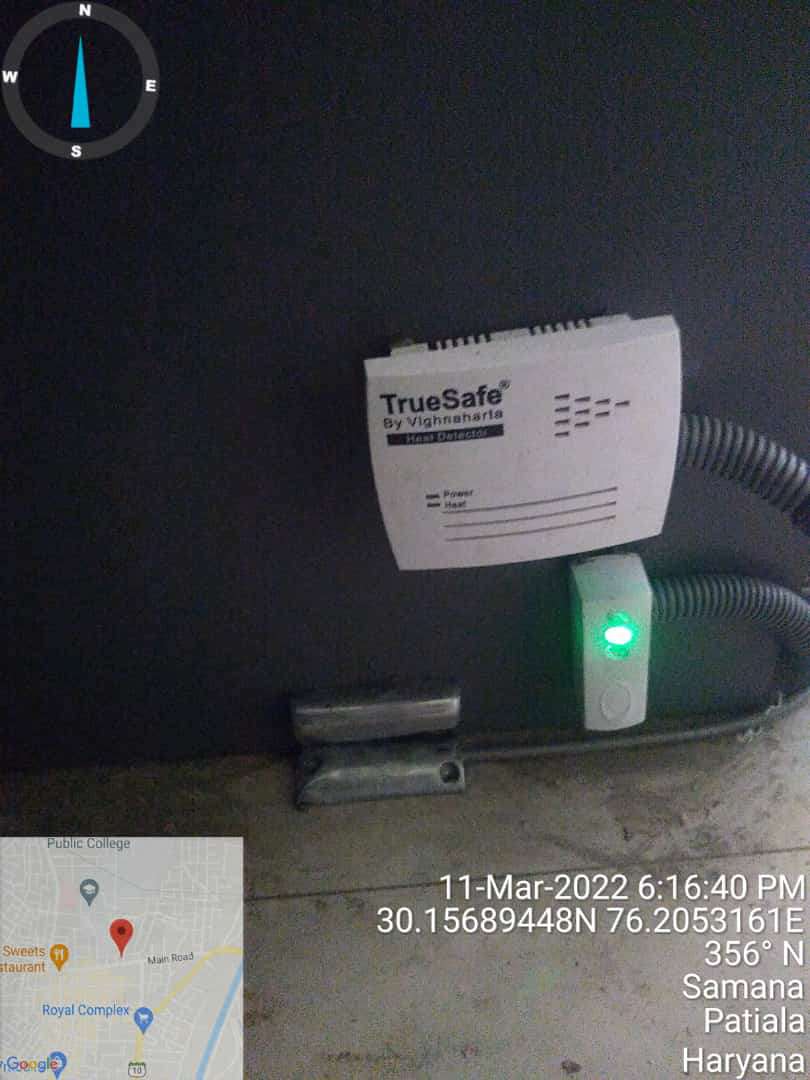 N
W
E
S
TrueSafe®
By Vighnaharta
Heat Detector
Power
Heat
Public College
Sweets
staurant
Main Road
Royal Complex
10
Google
11-Mar-2022 6:16:40 PM
30.15689448N 76.2053161E
356° N
Samana
Patiala
Haryana